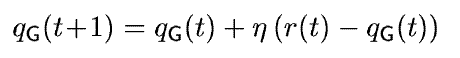 q_G(t+1) = q_G(t) + η (r(t) − q_G(t))